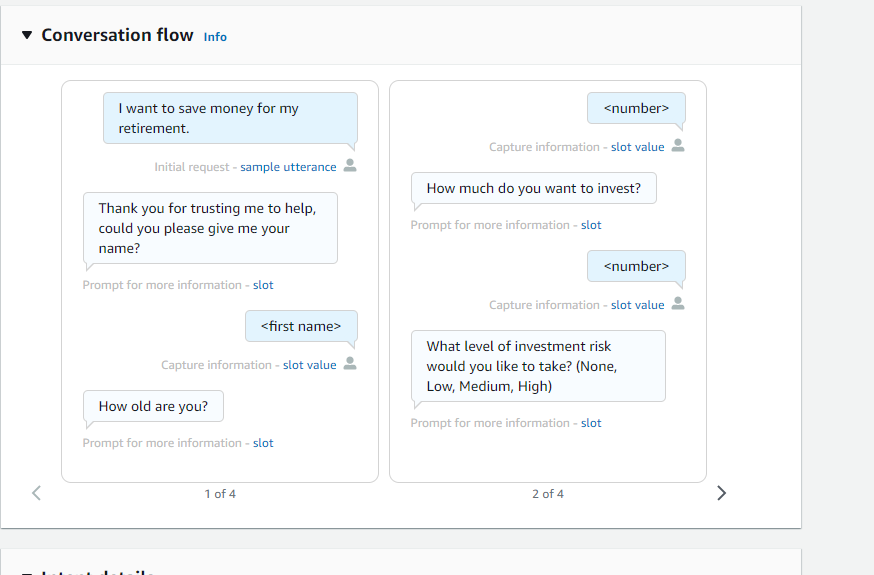 Conversation flow Info
I want to save money for my
retirement.
Initial request - sample utterance
Thank you for trusting me to help,
could you please give me your
name?
Prompt for more information - slot
<first name>
Capture information - slot value
How old are you?
Prompt for more information - slot
1 of 4
<number>
Capture information - slot value
How much do you want to invest?
Prompt for more information - slot
<number>
Capture information - slot value
What level of investment risk
would you like to take? (None,
Low, Medium, High)
Prompt for more information - slot
2 of 4
Intent details